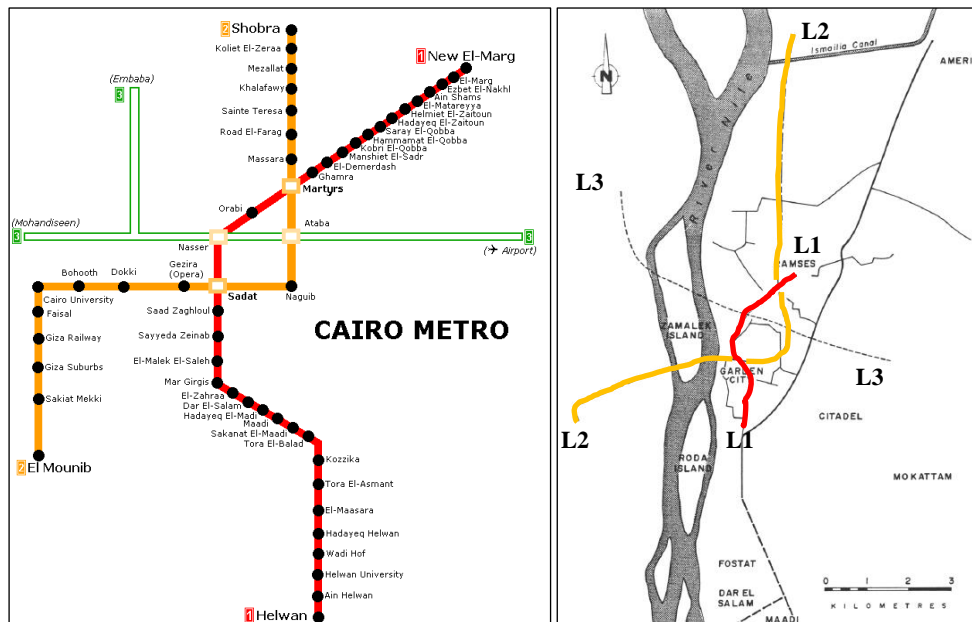 2 Shobra
Koliet El-Zeraa
Mezallat
Khalafawy
Sainte Teresa
Road El-Farag
Massara
Martyrs
1 New El-Marg
El-Marg
Ezbet El-Nakhl
Ain Shams
El-Matareyya
Helmiet El-Zaitoun
Hadayeq El-Zaitoun
Saray El-Qobba
Hammamat El-Qobba
Kobri El-Qobba
Manshiet El-Sadr
El-Demerdash
Ghamra
(Embaba)
3
Orabi
Ataba
(Mohandiseen)
3
Nasser
3
(✈ Airport)
Bohooth
Dokki
Gezira
(Opera)
Sadat
Naguib
Cairo University
Faisal
Giza Railway
Giza Suburbs
Sakiat Mekki
2 El Mounib
Saad Zaghloul
Sayyeda Zeinab
El-Malek El-Saleh
Mar Girgis
El-Zahraa
Dar El-Salam
Hadayeq El-Madi
Maadi
Sakanat El-Maadi
Tora El-Balad
CAIRO METRO
Kozzika
Tora El-Asmant
El-Maasara
Hadayeq Helwan
Wadi Hof
Helwan University
Ain Helwan
1 Helwan
L2
Ismailia Canal
N
AMERI
River Nile
L3
L1
RAMSES
ZAMALEK
ISLAND
GARDEN
CITY
L3
CITADEL
L2
L1
RODA
ISLAND
MOKATTAM
FOSTAT
DAR EL
SALAM
MAADI
0 1 2 3
KILOMETRES